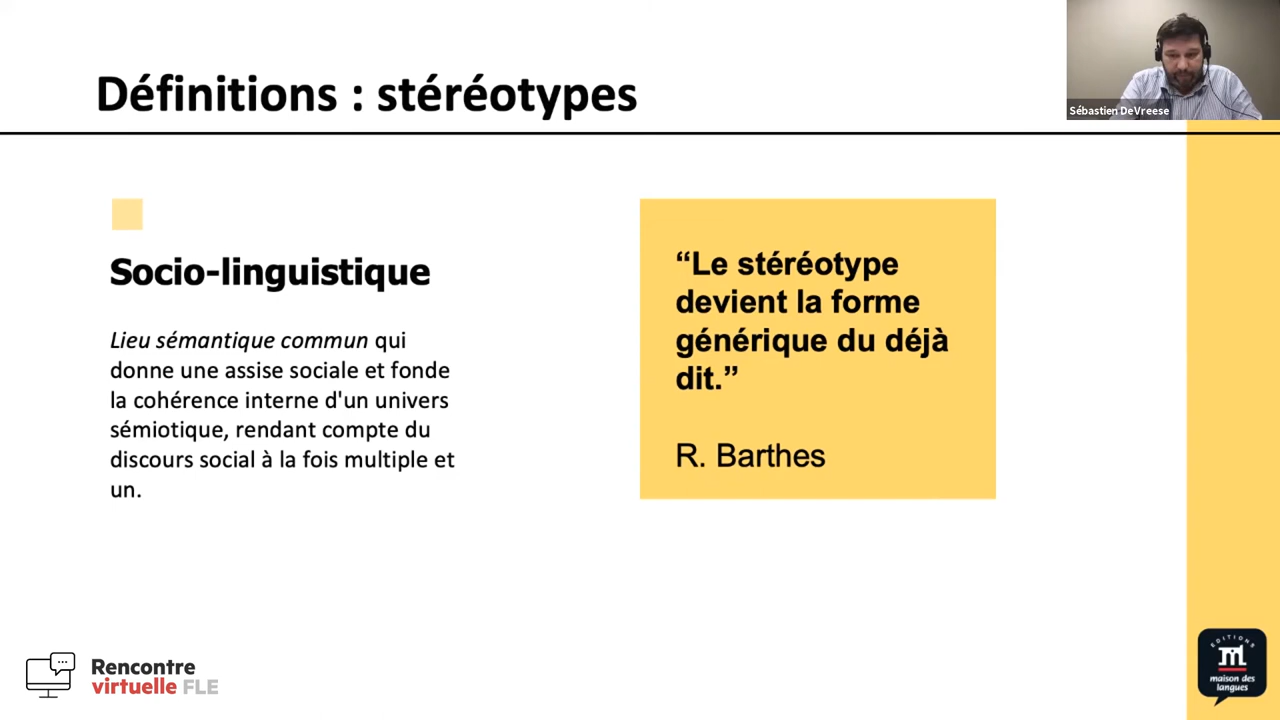 Définitions : stéréotypes
Sébastien DeVreese
Socio-linguistique
Lieu sémantique commun qui
donne une assise sociale et fonde
la cohérence interne d'un univers
sémiotique, rendant compte du
discours social à la fois multiple et
un.
“Le stéréotype
devient la forme
générique du déjà
dit.”
R. Barthes
Rencontre
virtuelle FLE
EDITIONS
maison des
langues